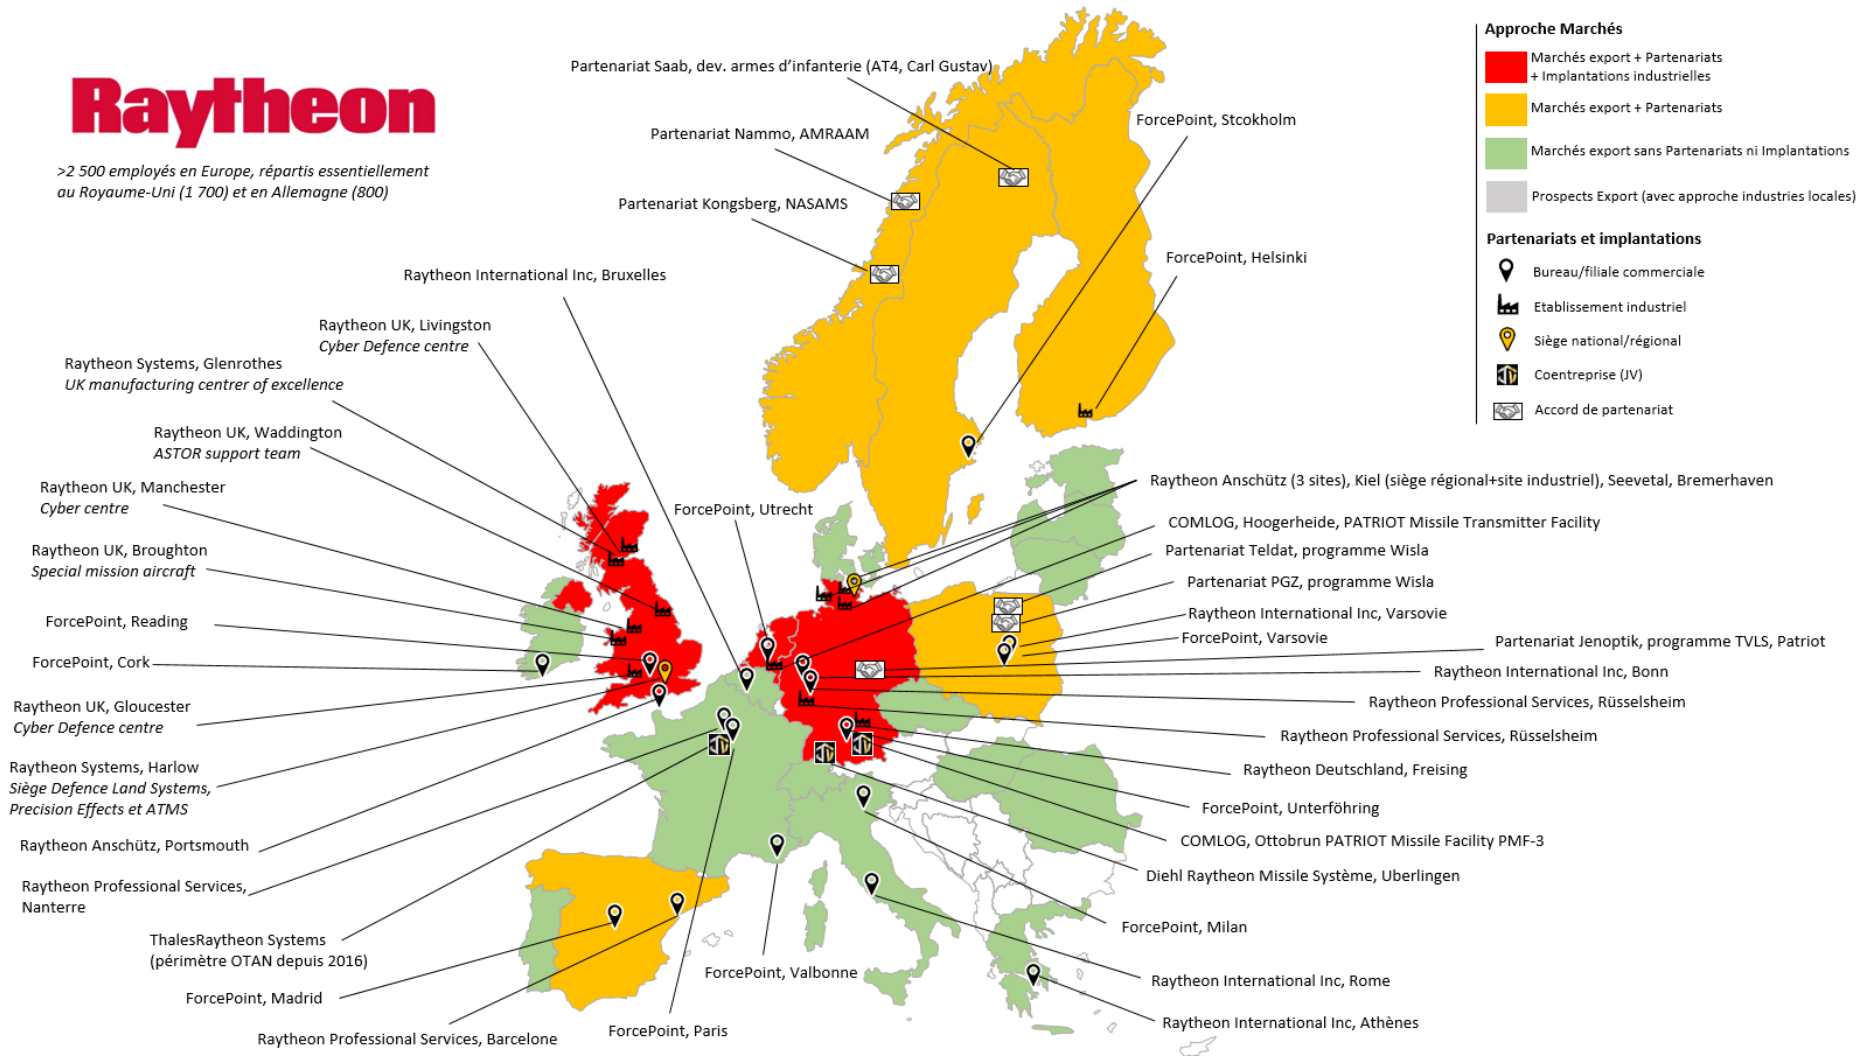 Raytheon
>2 500 employés en Europe, répartis essentiellement
au Royaume-Uni (1 700) et en Allemagne (800)
Approche Marchés
Marchés export + Partenariats
+ Implantations industrielles
Marchés export + Partenariats
Marchés export sans Partenariats ni Implantations
Prospects Export (avec approche industries locales)
Partenariats et implantations
Bureau/filiale commerciale
Etablissement industriel
Siège national/régional
Coentreprise (JV)
Accord de partenariat
Partenariat Saab, dev. armes d'infanterie (AT4, Carl Gustav)
Partenariat Nammo, AMRAAM
Partenariat Kongsberg, NASAMS
ForcePoint, Stcokholm
ForcePoint, Helsinki
Raytheon International Inc, Bruxelles
Raytheon UK, Livingston
Cyber Defence centre
Raytheon Systems, Glenrothes
UK manufacturing centrer of excellence
Raytheon UK, Waddington
ASTOR support team
Raytheon UK, Manchester
Cyber centre
Raytheon UK, Broughton
Special mission aircraft
ForcePoint, Reading
ForcePoint, Cork
Raytheon UK, Gloucester
Cyber Defence centre
Raytheon Systems, Harlow
Siège Defence Land Systems,
Precision Effects et ATMS
Raytheon Anschütz, Portsmouth
Raytheon Professional Services,
Nanterre
ThalesRaytheon Systems
(périmètre OTAN depuis 2016)
ForcePoint, Madrid
Raytheon Professional Services, Barcelone
ForcePoint, Paris
ForcePoint, Valbonne
ForcePoint, Utrecht
Raytheon Anschütz (3 sites), Kiel (siège régional+site industriel), Seevetal, Bremerhaven
COMLOG, Hoogerheide, PATRIOT Missile Transmitter Facility
Partenariat Teldat, programme Wisla
Partenariat PGZ, programme Wisla
Raytheon International Inc, Varsovie
ForcePoint, Varsovie
Partenariat Jenoptik, programme TVLS, Patriot
Raytheon International Inc, Bonn
Raytheon Professional Services, Rüsselsheim
Raytheon Professional Services, Rüsselsheim
Raytheon Deutschland, Freising
ForcePoint, Unterföhring
COMLOG, Ottobrun PATRIOT Missile Facility PMF-3
Diehl Raytheon Missile Système, Uberlingen
ForcePoint, Milan
Raytheon International Inc, Rome
Raytheon International Inc, Athènes